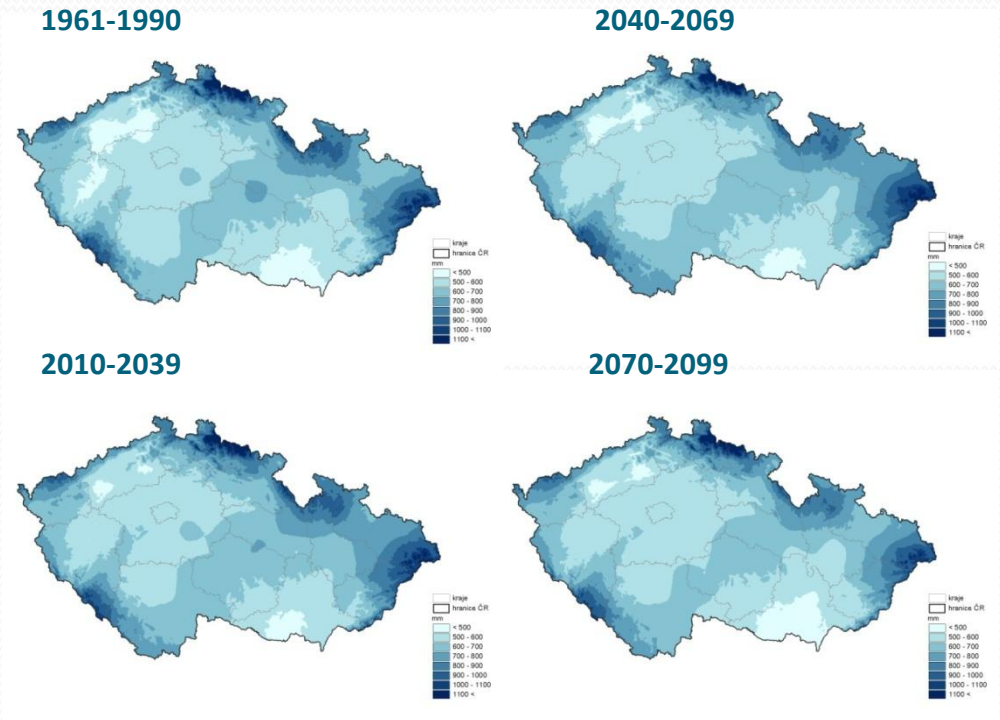 1961-1990
kraje
hranice ČR
mm
< 500
500 - 600
600 - 700
700 - 800
800 - 900
900 - 1000
1000 - 1100
1100 <
2040-2069
kraje
hranice ČR
mm
< 500
500 - 600
600 - 700
700 - 800
800 - 900
900 - 1000
1000 - 1100
1100 <
2010-2039
kraje
hranice ČR
mm
< 500
500 - 600
600 - 700
700 - 800
800 - 900
900 - 1000
1000 - 1100
1100 <
2070-2099
kraje
hranice ČR
mm
< 500
500 - 600
600 - 700
700 - 800
800 - 900
900 - 1000
1000 - 1100
1100 <